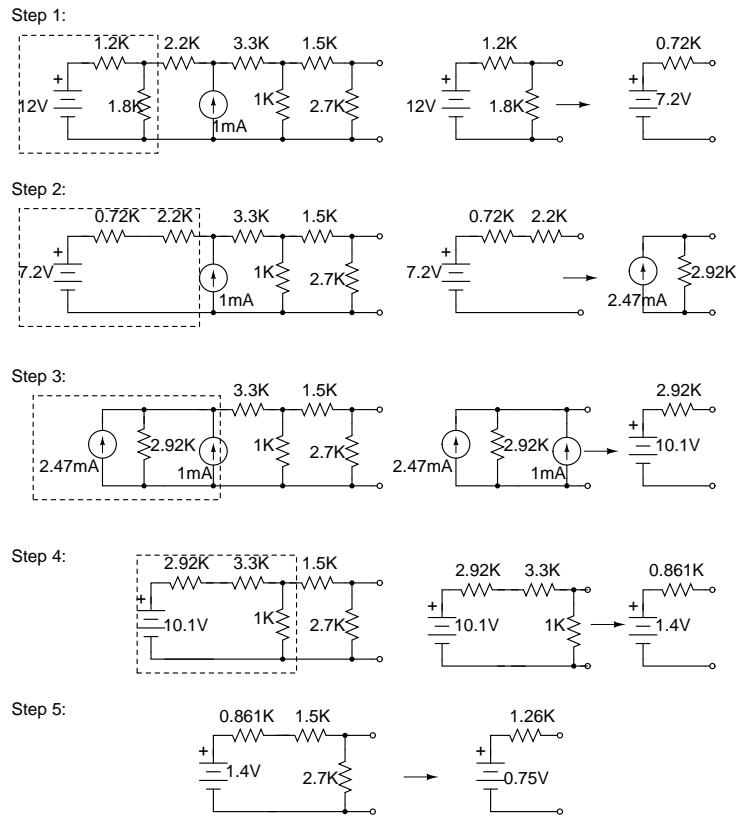 Step 1:
1.2K 2.2K 3.3K 1.5K 1.2K 0.72K
12V 1.8K 1mA 1K 2.7K 12V 1.8K 7.2V
Step 2:
0.72K 2.2K 3.3K 1.5K 0.72K 2.2K
7.2V 1mA 1K 2.7K 7.2V 2.47mA 2.92K
Step 3:
3.3K 1.5K 2.92K
2.47mA 2.92K 1mA 1K 2.7K 2.47mA 2.92K 1mA 10.1V
Step 4:
2.92K 3.3K 1.5K 2.92K 3.3K 0.861K
10.1V 1K 2.7K 10.1V 1K 1.4V
Step 5:
0.861K 1.5K 1.26K
1.4V 2.7K 0.75V